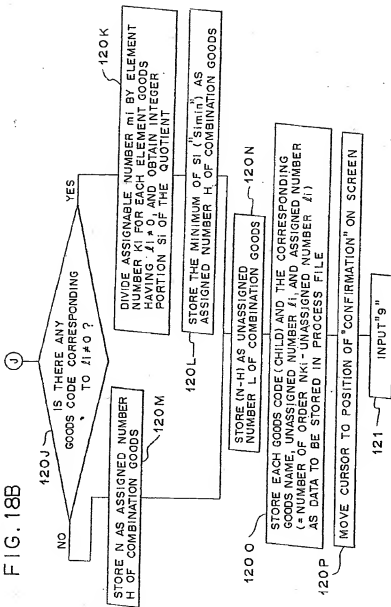 FIG. 18B
J
120J
IS THERE ANY
GOODS CODE CORRESPONDING
TO ℓi≠0 ?
NO
YES
120K
DIVIDE ASSIGNABLE NUMBER mi BY ELEMENT
NUMBER Ki FOR EACH ELEMENT GOODS
HAVING ℓi ≠ 0, AND OBTAIN INTEGER
PORTION Si OF THE QUOTIENT
120L
STORE THE MINIMUM OF Si ("Simin") AS
ASSIGNED NUMBER H OF COMBINATION GOODS
120M
STORE N AS ASSIGNED NUMBER
H OF COMBINATION GOODS
120N
STORE (N-H) AS UNASSIGNED
NUMBER L OF COMBINATION GOODS
120O
STORE EACH GOODS CODE (CHILD) AND THE CORRESPONDING
GOODS NAME, UNASSIGNED NUMBER ℓi, AND ASSIGNED NUMBER
(= NUMBER OF ORDER NKi - UNASSIGNED NUMBER ℓi)
AS DATA TO BE STORED IN PROCESS FILE
120P
MOVE CURSOR TO POSITION OF "CONFIRMATION" ON SCREEN
121
INPUT "9"